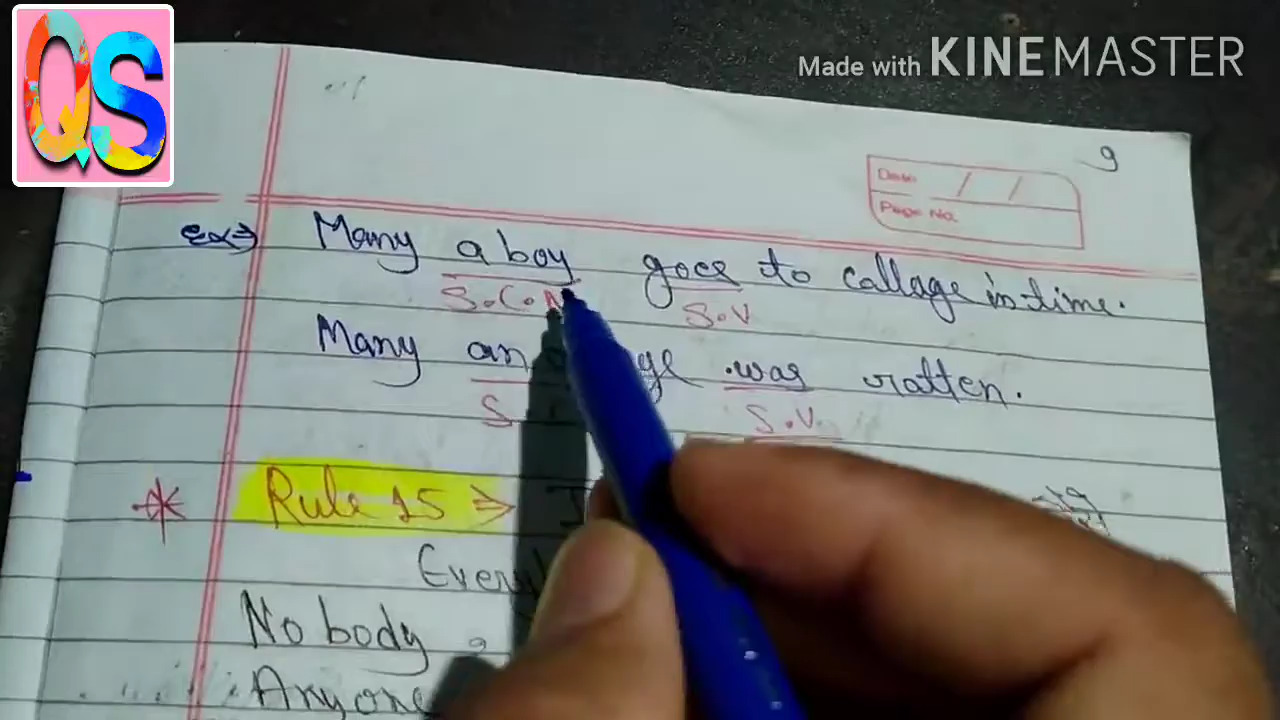 QS
Made with KINEMASTER
9
Date / /
Page No.
ex⇒ Many a boy goes to callage in time.
S.C.N S.V
Many an was ratten.
S S.V.
* Rule 15 ⇒
No body,
Anyone